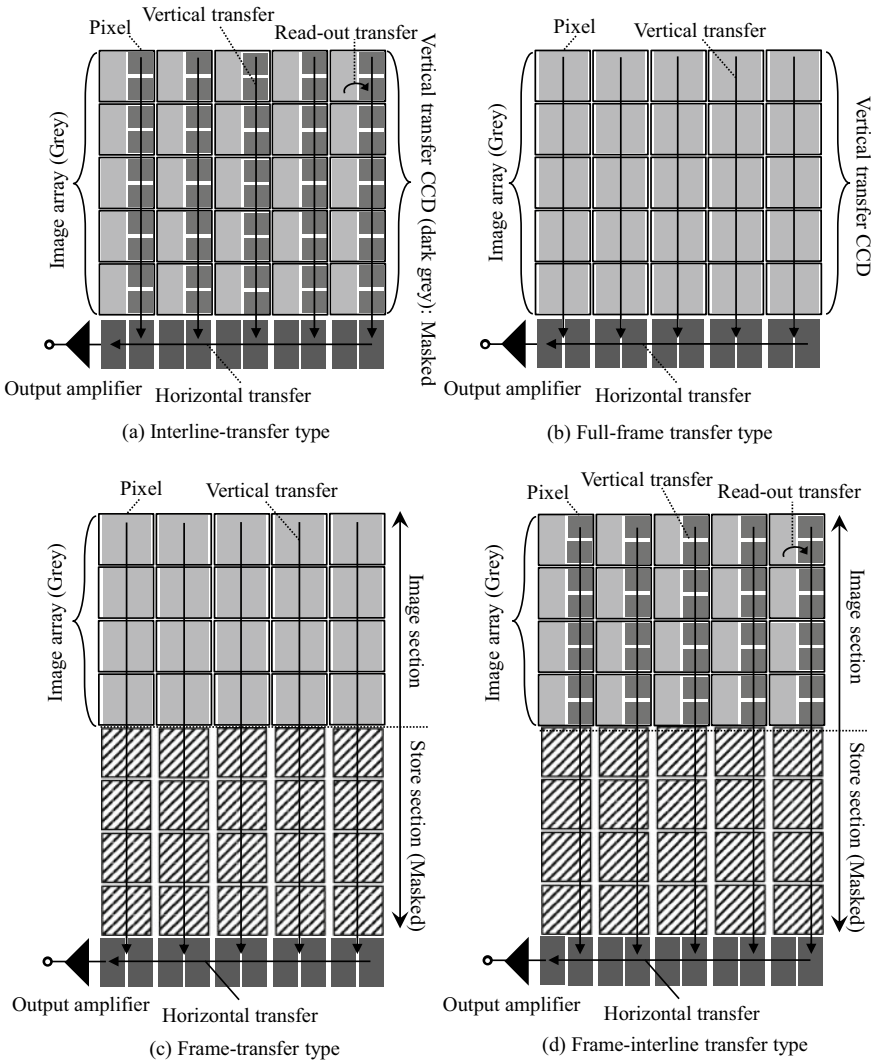 Pixel
Vertical transfer
Read-out transfer
Image array (Grey)
Vertical transfer CCD (dark grey): Masked
Output amplifier
Horizontal transfer
(a) Interline-transfer type
Pixel
Vertical transfer
Image array (Grey)
Vertical transfer CCD
Output amplifier
Horizontal transfer
(b) Full-frame transfer type
Pixel
Vertical transfer
Image array (Grey)
Image section
Store section (Masked)
Output amplifier
Horizontal transfer
(c) Frame-transfer type
Pixel
Vertical transfer
Read-out transfer
Image array (Grey)
Image section
Store section (Masked)
Output amplifier
Horizontal transfer
(d) Frame-interline transfer type